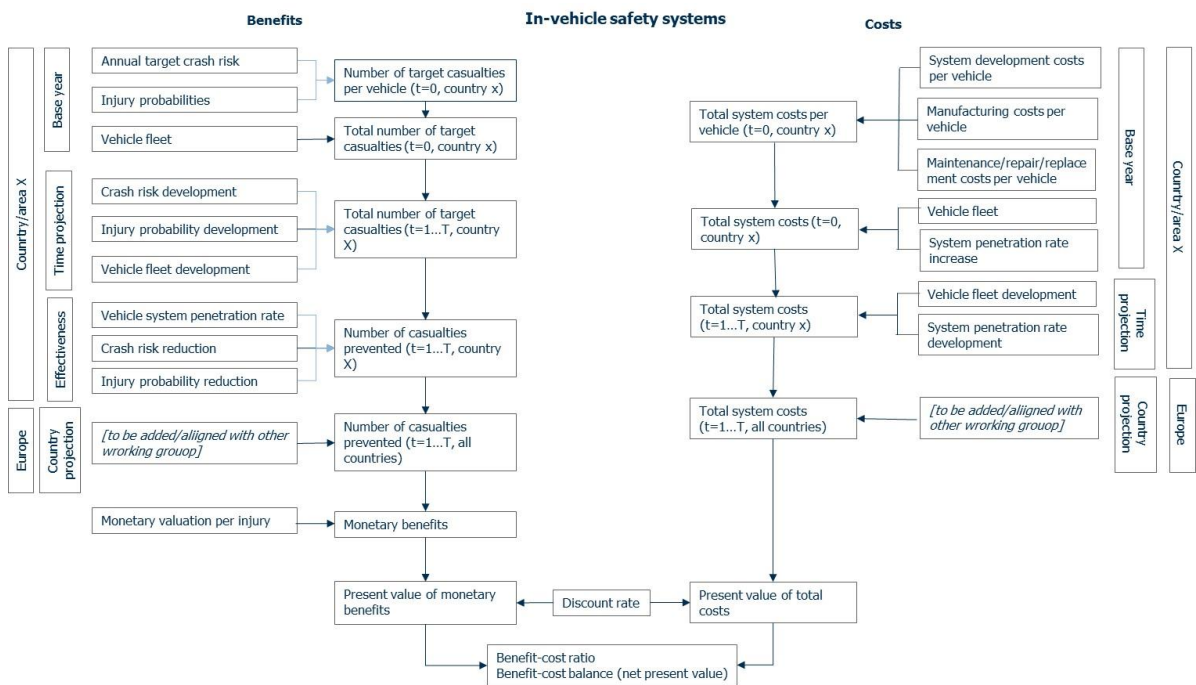 In-vehicle safety systems
Benefits
Costs
Counrtry/area X
Base year
Annual target crash risk
Injury probabilities
Vehicle fleet
Number of target casualties
per vehicle (t=0, country x)
Total number of target
casualties (t=0, country x)
Time projection
Crash risk development
Injury probability development
Vehicle fleet development
Total number of target
casualties (t=1...T, country
X)
Effectiveness
Vehicle system penetration rate
Crash risk reduction
Injury probability reduction
Number of casualties
prevented (t=1...T, country
X)
Europe
Country
projection
[to be added/aliigned with other
wrorking gruoop]
Number of casualties
prevented (t=1...T, all
countries)
Monetary valuation per injury
Monetary benefits
Present value of monetary
benefits
Discount rate
Total system costs per
vehicle (t=0, country x)
System development costs
per vehicle
Manufacturing costs per
vehicle
Maintenance/repair/replace
ment costs per vehicle
Base year
Counrtry/area X
Total system costs (t=0,
country x)
Vehicle fleet
System penetration rate
increase
Total system costs
(t=1...T, country x)
Vehicle fleet development
System penetration rate
development
Time
projection
Total system costs
(t=1...T, all countries)
[to be added/aliigned with
other wrorking gruoop]
Country
projection
Europe
Present value of total
costs
Benefit-cost ratio
Benefit-cost balance (net present value)